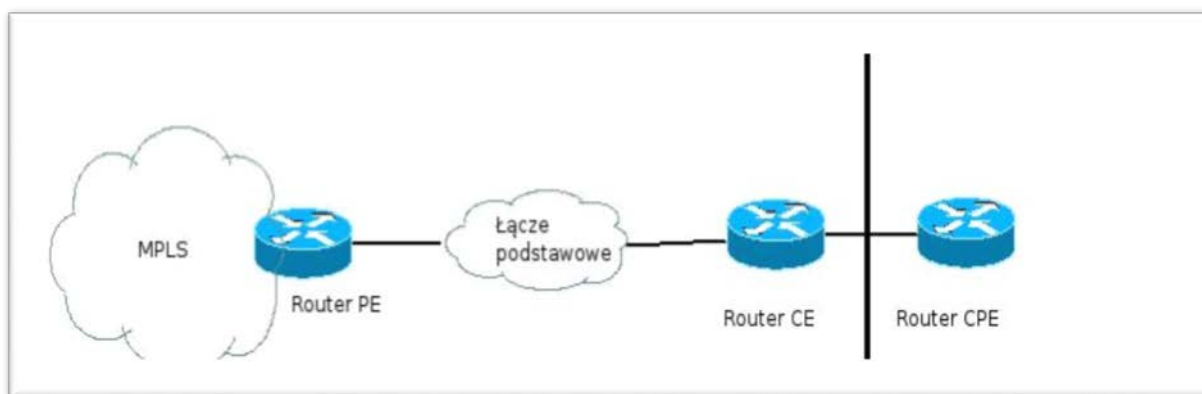 MPLS
Router PE
Łącze
podstawowe
Router CE
Router CPE